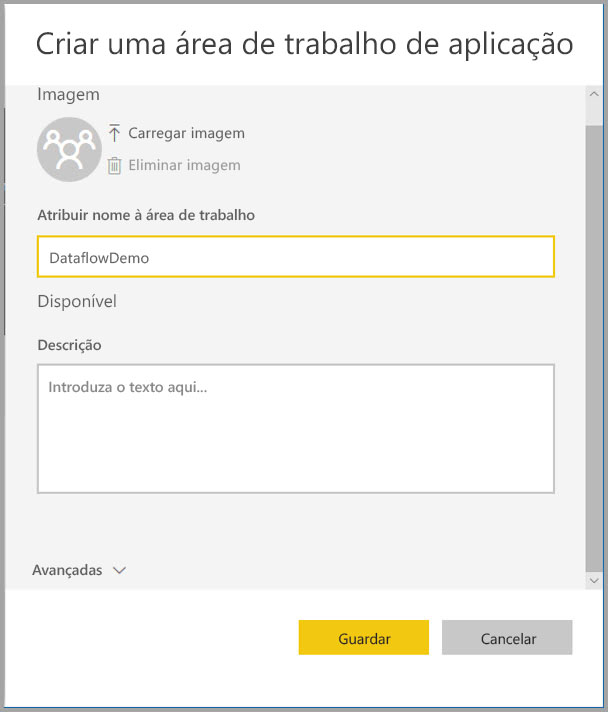 Criar uma área de trabalho de aplicação
Imagem
Carregar imagem
Eliminar imagem
Atribuir nome à área de trabalho
DataflowDemo
Disponível
Descrição
Introduza o texto aqui...
Avançadas
Guardar
Cancelar